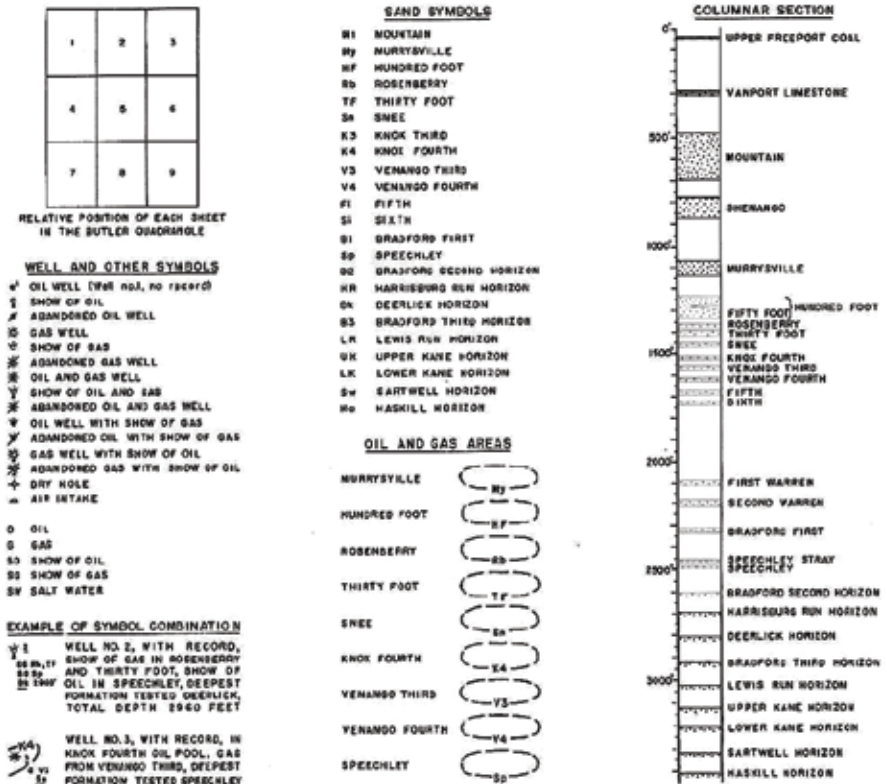 1 2 3
4 5 6
7 8 9
RELATIVE POSITION OF EACH SHEET
IN THE BUTLER QUADRANGLE
WELL AND OTHER SYMBOLS
OIL WELL (Well no.1, no record)
SHOW OF OIL
ABANDONED OIL WELL
GAS WELL
SHOW OF GAS
ABANDONED GAS WELL
OIL AND GAS WELL
SHOW OF OIL AND GAS
ABANDONED OIL AND GAS WELL
OIL WELL WITH SHOW OF GAS
ABANDONED OIL WITH SHOW OF GAS
GAS WELL WITH SHOW OF OIL
ABANDONED GAS WITH SHOW OF OIL
DRY HOLE
AIR INTAKE
O OIL
G GAS
SO SHOW OF OIL
SG SHOW OF GAS
SW SALT WATER
EXAMPLE OF SYMBOL COMBINATION
2
SG Rb, TF
SO Sp
Dk 2960'
WELL NO. 2, WITH RECORD,
SHOW OF GAS IN ROSENBERRY
AND THIRTY FOOT, SHOW OF
OIL IN SPEECHLEY, DEEPEST
FORMATION TESTED DEERLICK,
TOTAL DEPTH 2960 FEET
K4
3
G V3
Sp
WELL NO. 3, WITH RECORD, IN
KNOX FOURTH OIL POOL, GAS
FROM VENANGO THIRD, DEEPEST
FORMATION TESTED SPEECHLEY
SAND SYMBOLS
Mt MOUNTAIN
My MURRYSVILLE
HF HUNDRED FOOT
Rb ROSENBERRY
TF THIRTY FOOT
Sn SNEE
K3 KNOX THIRD
K4 KNOX FOURTH
V3 VENANGO THIRD
V4 VENANGO FOURTH
FI FIFTH
SI SIXTH
B1 BRADFORD FIRST
Sp SPEECHLEY
B2 BRADFORD SECOND HORIZON
HR HARRISBURG RUN HORIZON
Dk DEERLICK HORIZON
B3 BRADFORD THIRD HORIZON
LR LEWIS RUN HORIZON
UK UPPER KANE HORIZON
LK LOWER KANE HORIZON
Sw SARTWELL HORIZON
Ha HASKILL HORIZON
OIL AND GAS AREAS
MURRYSVILLE My
HUNDRED FOOT HF
ROSENBERRY Rb
THIRTY FOOT TF
SNEE Sn
KNOX FOURTH K4
VENANGO THIRD V3
VENANGO FOURTH V4
SPEECHLEY Sp
COLUMNAR SECTION
0'
UPPER FREEPORT COAL
VANPORT LIMESTONE
500'
MOUNTAIN
SHENANGO
1000'
MURRYSVILLE
HUNDRED FOOT
FIFTY FOOT
ROSENBERRY
THIRTY FOOT
SNEE
1500'
KNOX FOURTH
VENANGO THIRD
VENANGO FOURTH
FIFTH
SIXTH
2000'
FIRST WARREN
SECOND WARREN
BRADFORD FIRST
SPEECHLEY STRAY
2500'
SPEECHLEY
BRADFORD SECOND HORIZON
HARRISBURG RUN HORIZON
DEERLICK HORIZON
BRADFORD THIRD HORIZON
3000'
LEWIS RUN HORIZON
UPPER KANE HORIZON
LOWER KANE HORIZON
SARTWELL HORIZON
HASKILL HORIZON